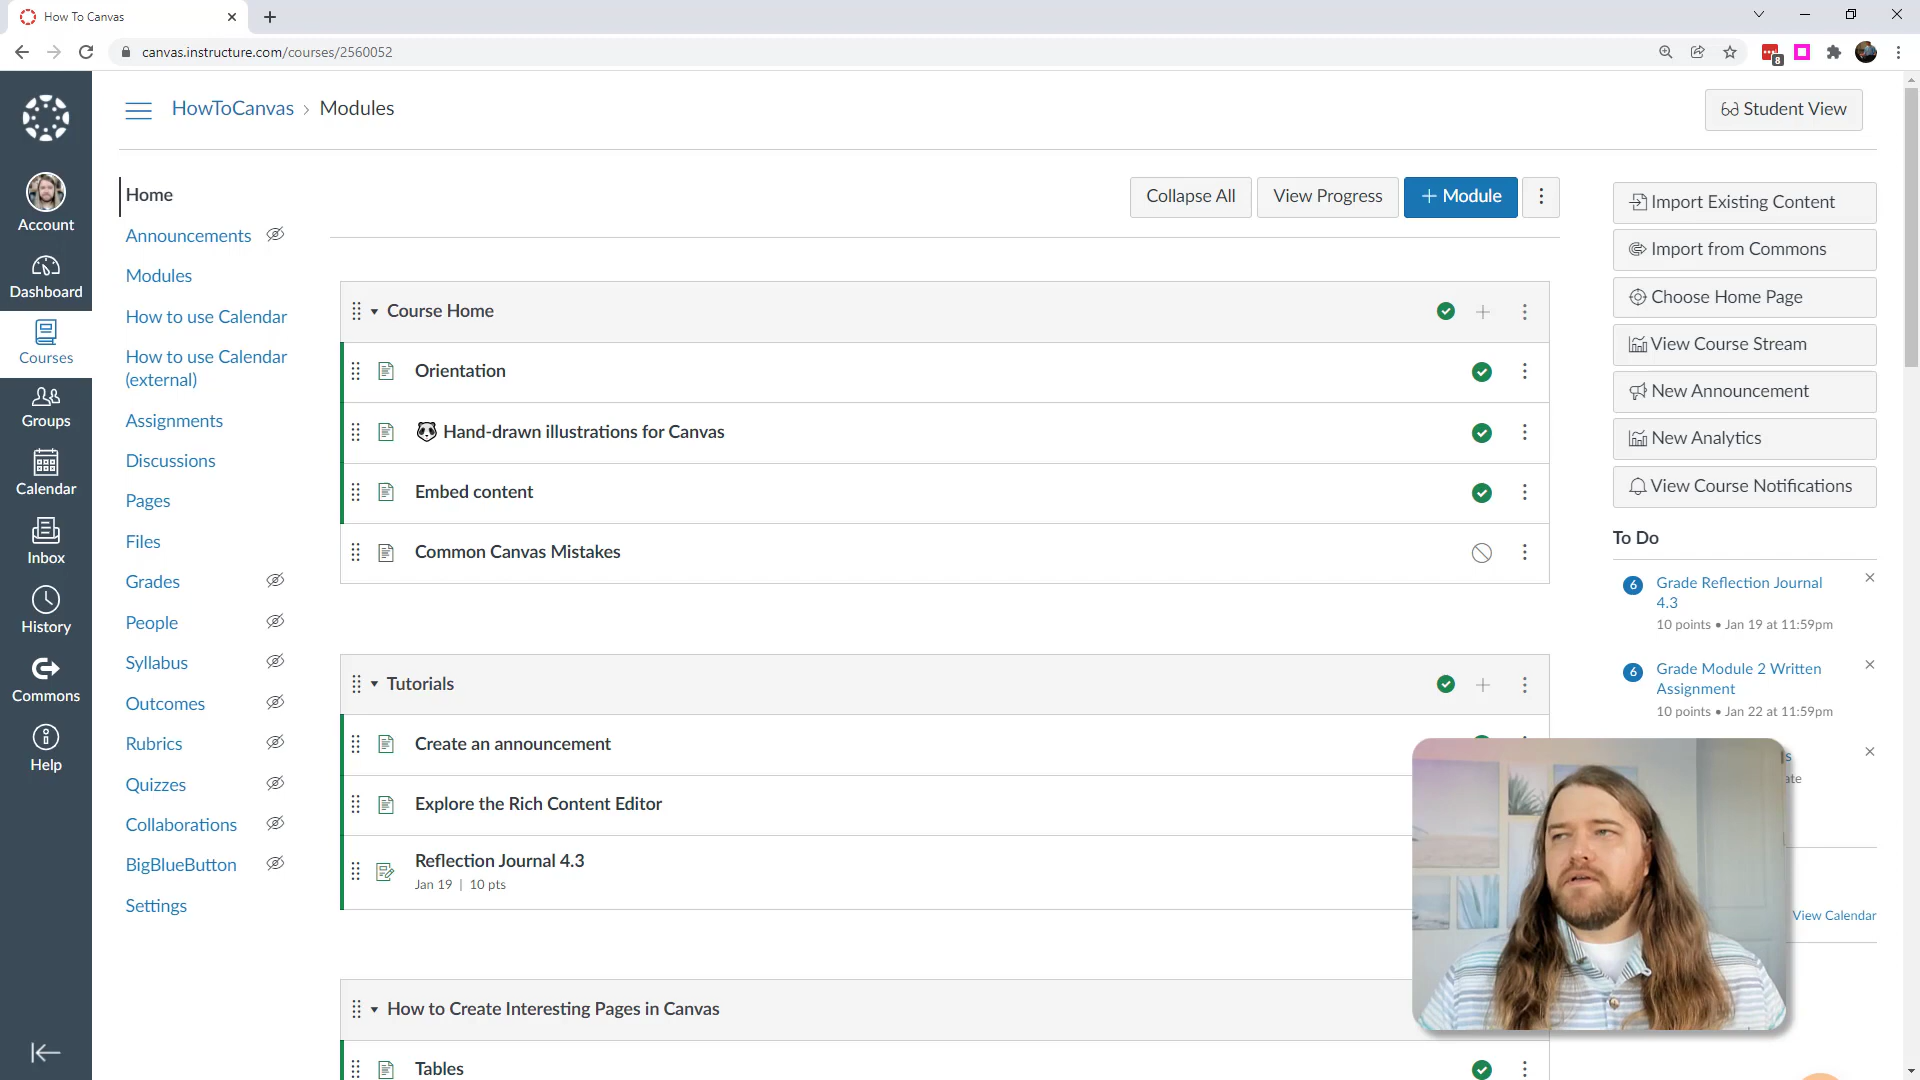 How To Canvas
canvas.instructure.com/courses/2560052
8
HowToCanvas › Modules
Student View
Account
Dashboard
Courses
Groups
Calendar
Inbox
History
Commons
Help
Home
Announcements
Modules
How to use Calendar
How to use Calendar
(external)
Assignments
Discussions
Pages
Files
Grades
People
Syllabus
Outcomes
Rubrics
Quizzes
Collaborations
BigBlueButton
Settings
Collapse All
View Progress
+ Module
Course Home
Orientation
Hand-drawn illustrations for Canvas
Embed content
Common Canvas Mistakes
Tutorials
Create an announcement
Explore the Rich Content Editor
Reflection Journal 4.3
Jan 19 | 10 pts
How to Create Interesting Pages in Canvas
Tables
Import Existing Content
Import from Commons
Choose Home Page
View Course Stream
New Announcement
New Analytics
View Course Notifications
To Do
6 Grade Reflection Journal
4.3
10 points • Jan 19 at 11:59pm
6 Grade Module 2 Written
Assignment
10 points • Jan 22 at 11:59pm
View Calendar